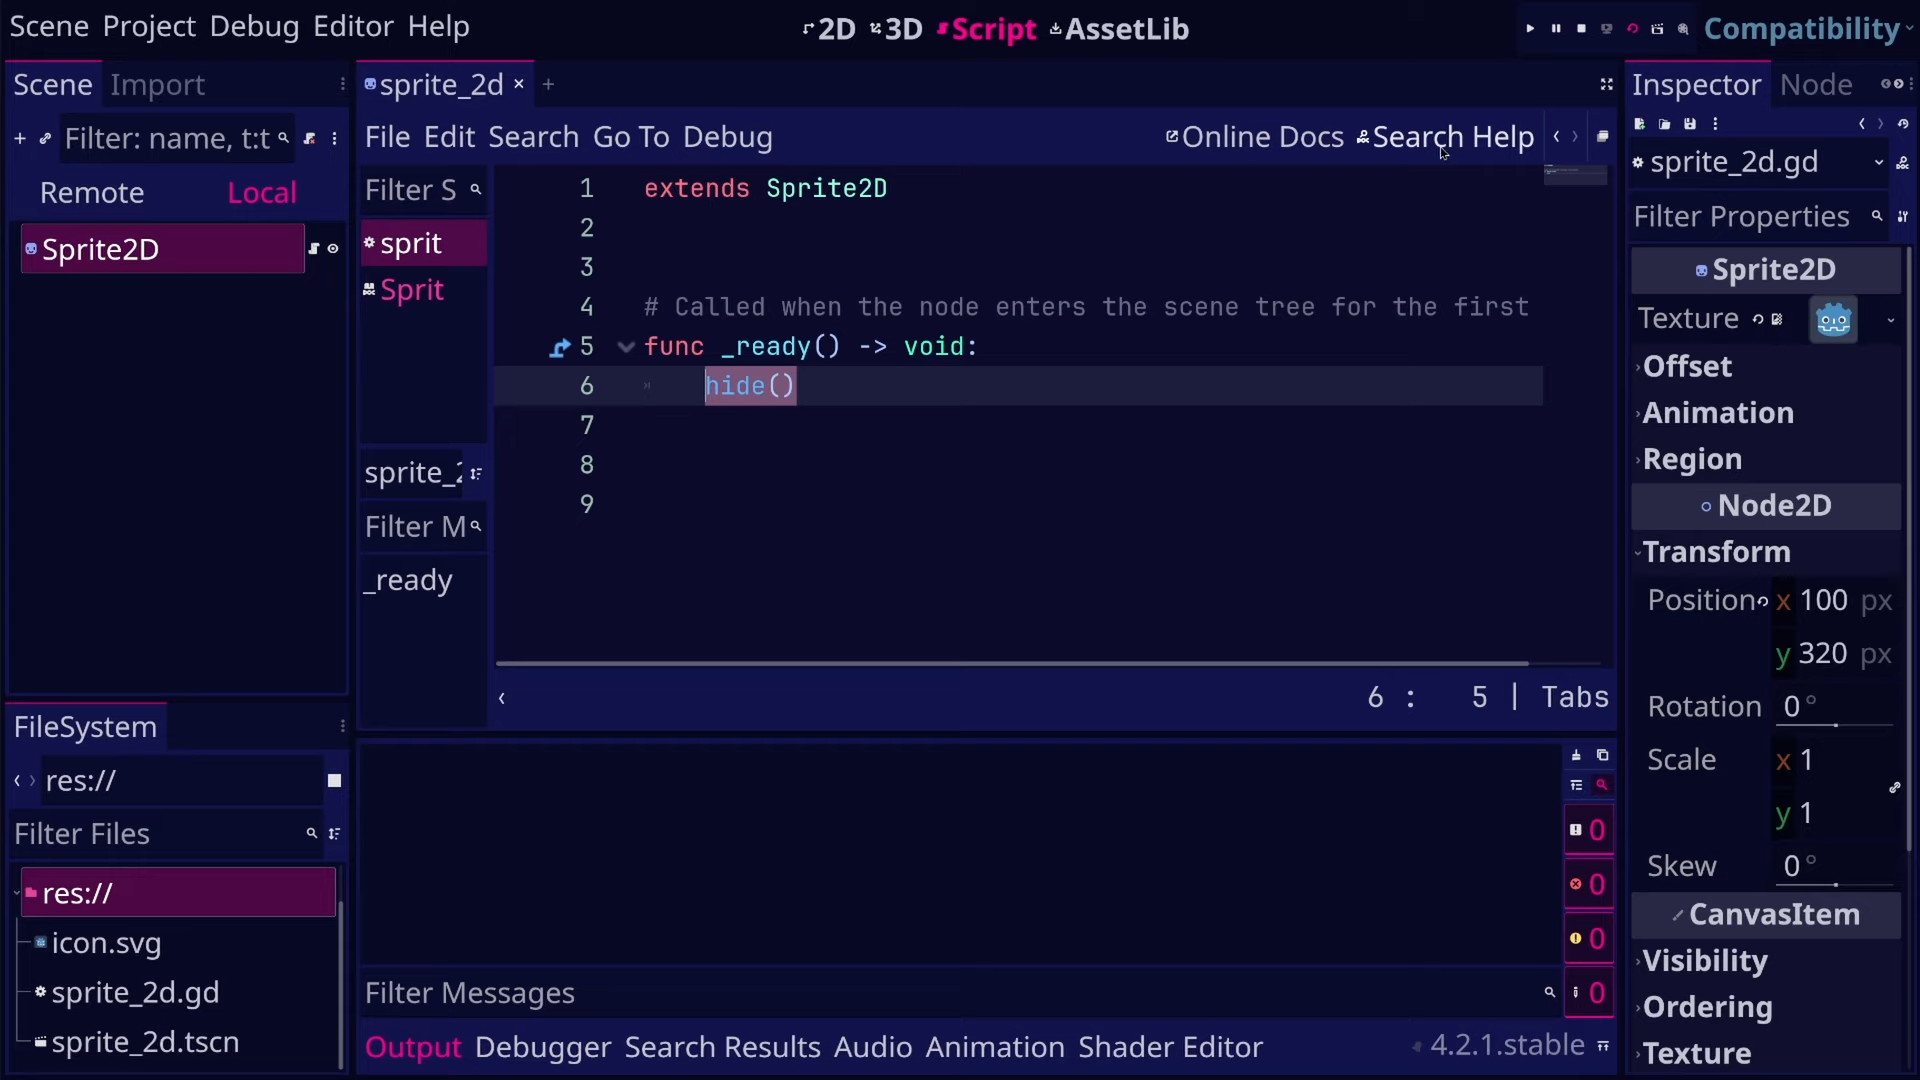 Scene Project Debug Editor Help
2D 3D Script AssetLib
Compatibility
Scene Import
Filter: name, t:t
Remote Local
Sprite2D
FileSystem
res://
Filter Files
res://
icon.svg
sprite_2d.gd
sprite_2d.tscn
sprite_2d
File Edit Search Go To Debug
Online Docs Search Help
Filter S
sprit
Sprit
sprite_2
Filter M
_ready
1 extends Sprite2D
2
3
4 # Called when the node enters the scene tree for the first
5 func _ready() -> void:
6 hide()
7
8
9
6 : 5 | Tabs
0
0
0
0
Filter Messages
Output Debugger Search Results Audio Animation Shader Editor
4.2.1.stable
Inspector Node
sprite_2d.gd
Filter Properties
Sprite2D
Texture
Offset
Animation
Region
Node2D
Transform
Position x 100 px
y 320 px
Rotation 0 °
Scale x 1
y 1
Skew 0 °
CanvasItem
Visibility
Ordering
Texture